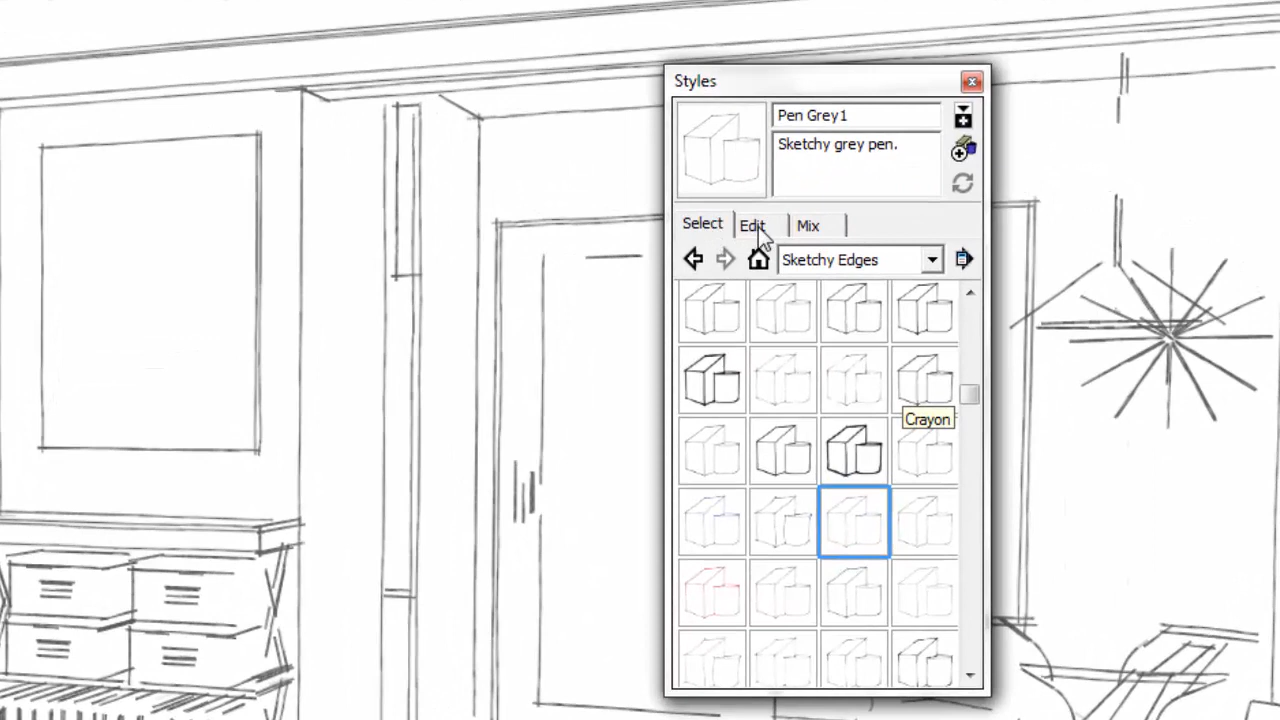 Styles
Pen Grey1
Sketchy grey pen.
Select
Edit
Mix
Sketchy Edges
Crayon